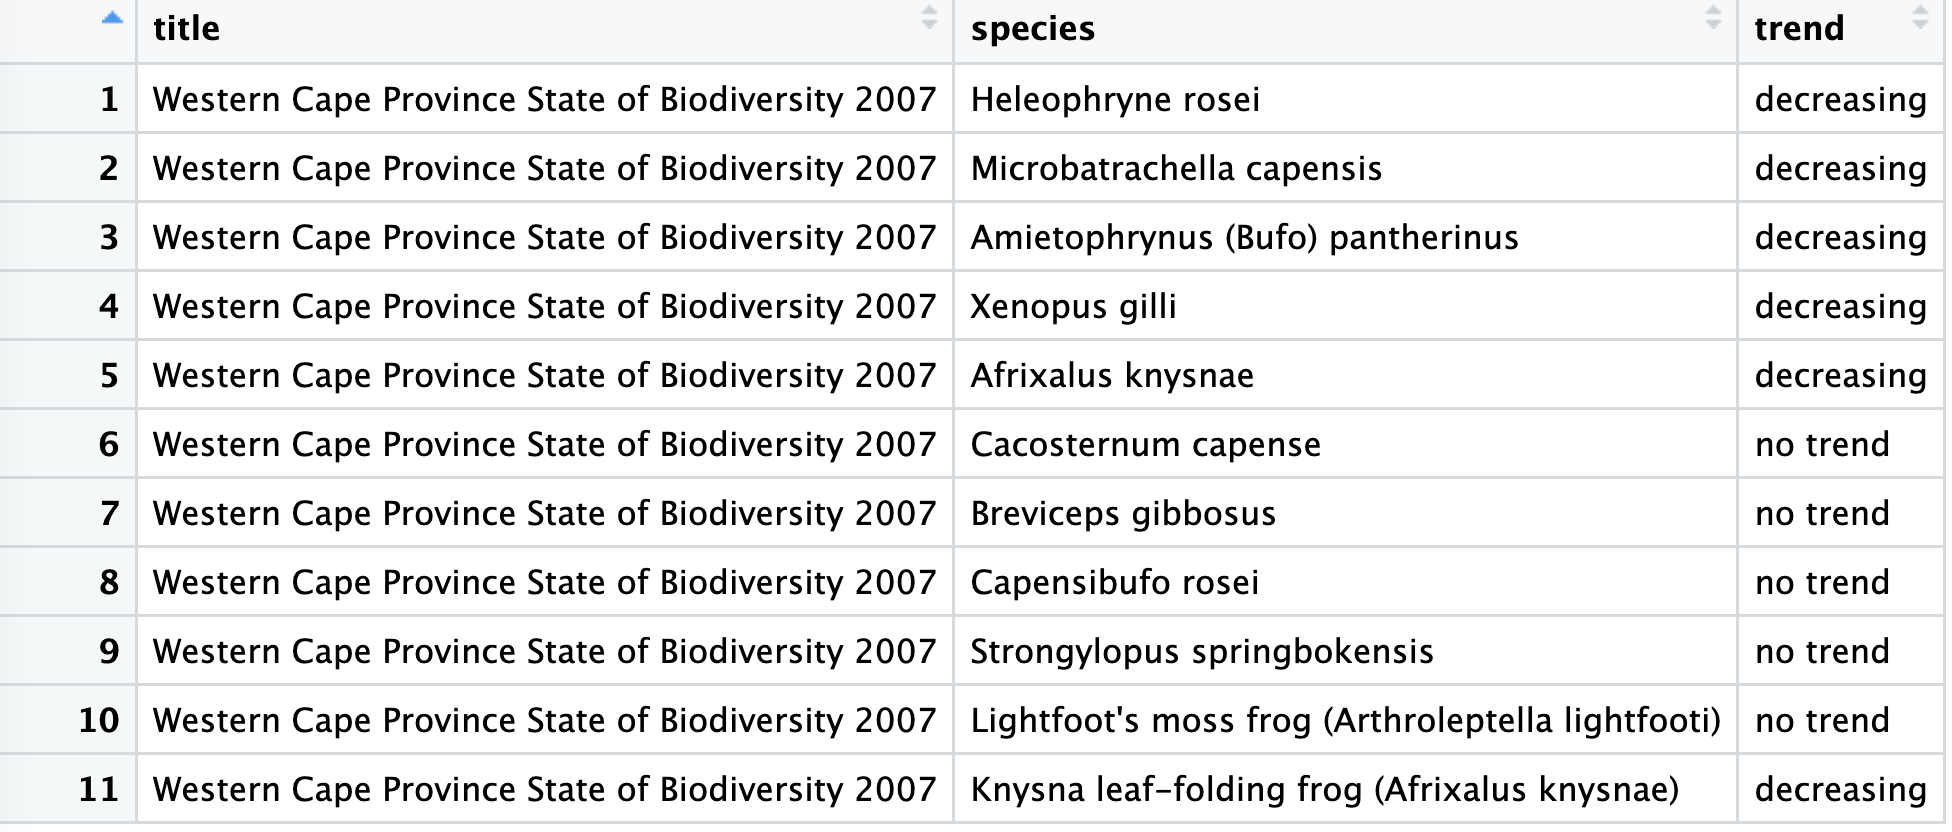 title species trend
1 Western Cape Province State of Biodiversity 2007 Heleophryne rosei decreasing
2 Western Cape Province State of Biodiversity 2007 Microbatrachella capensis decreasing
3 Western Cape Province State of Biodiversity 2007 Amietophrynus (Bufo) pantherinus decreasing
4 Western Cape Province State of Biodiversity 2007 Xenopus gilli decreasing
5 Western Cape Province State of Biodiversity 2007 Afrixalus knysnae decreasing
6 Western Cape Province State of Biodiversity 2007 Cacosternum capense no trend
7 Western Cape Province State of Biodiversity 2007 Breviceps gibbosus no trend
8 Western Cape Province State of Biodiversity 2007 Capensibufo rosei no trend
9 Western Cape Province State of Biodiversity 2007 Strongylopus springbokensis no trend
10 Western Cape Province State of Biodiversity 2007 Lightfoot's moss frog (Arthroleptella lightfooti) no trend
11 Western Cape Province State of Biodiversity 2007 Knysna leaf-folding frog (Afrixalus knysnae) decreasing